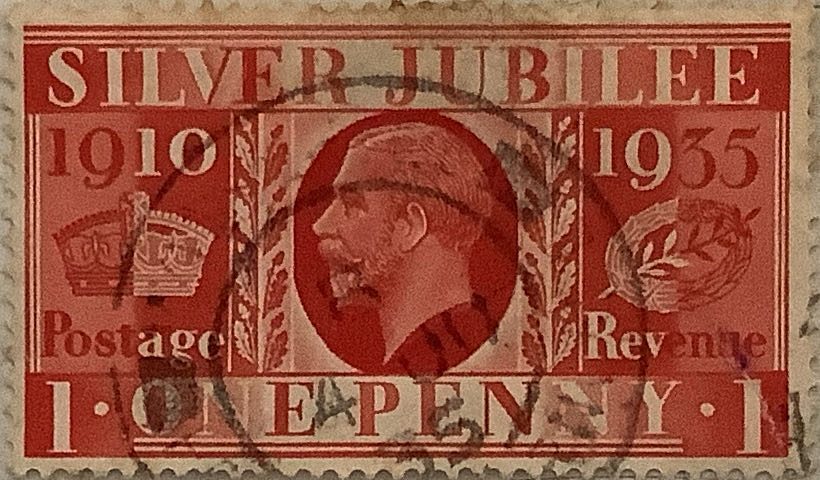 SILVER JUBILEE
1910 1935
Postage Revenue
1·ONE PENNY·1